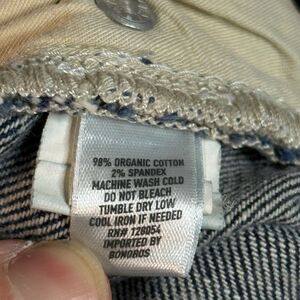 98% ORGANIC COTTON
2% SPANDEX
MACHINE WASH COLD
DO NOT BLEACH
TUMBLE DRY LOW
COOL IRON IF NEEDED
RN# 128054
IMPORTED BY
BONOBOS